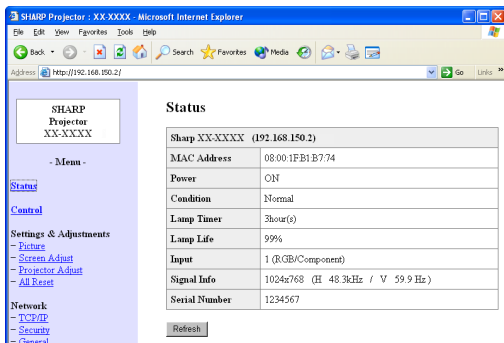 SHARP Projector : XX-XXXX - Microsoft Internet Explorer
File Edit View Favorites Tools Help
Back Search Favorites Media
Address http://192.168.150.2/ Go Links »
SHARP
Projector
XX-XXXX
- Menu -
Status
Control
Settings & Adjustments
– Picture
– Screen Adjust
– Projector Adjust
– All Reset
Network
– TCP/IP
– Security
– General
Status
Sharp XX-XXXX (192.168.150.2)
MAC Address 08:00:1F:B1:B7:74
Power ON
Condition Normal
Lamp Timer 3hour(s)
Lamp Life 99%
Input 1 (RGB/Component)
Signal Info 1024x768 (H 48.3kHz / V 59.9 Hz )
Serial Number 1234567
Refresh